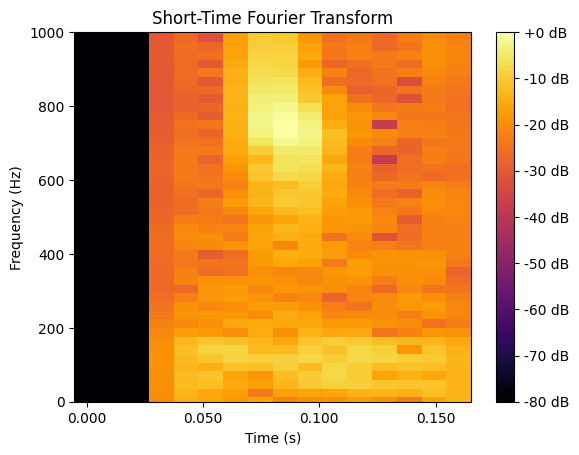 Short-Time Fourier Transform
1000
800
600
400
200
0
Frequency (Hz)
0.000
0.050
0.100
0.150
Time (s)
+0 dB
-10 dB
-20 dB
-30 dB
-40 dB
-50 dB
-60 dB
-70 dB
-80 dB